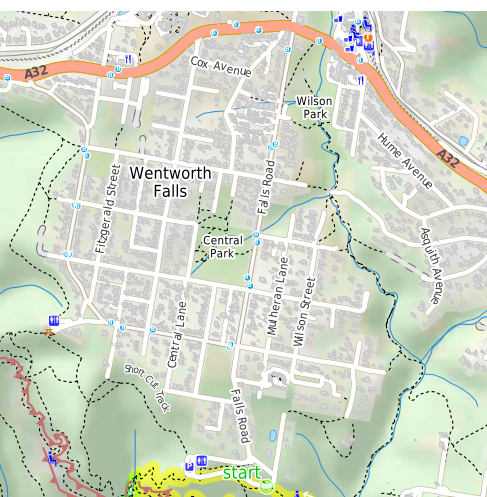 Cox Avenue
A32
Wilson
Park
Hume Avenue
A32
Wentworth
Falls
Fitzgerald Street
Falls Road
Central
Park
Asquith Avenue
Mulheran Lane
Wilson Street
Central Lane
Short Cut Track
Falls Road
P
start